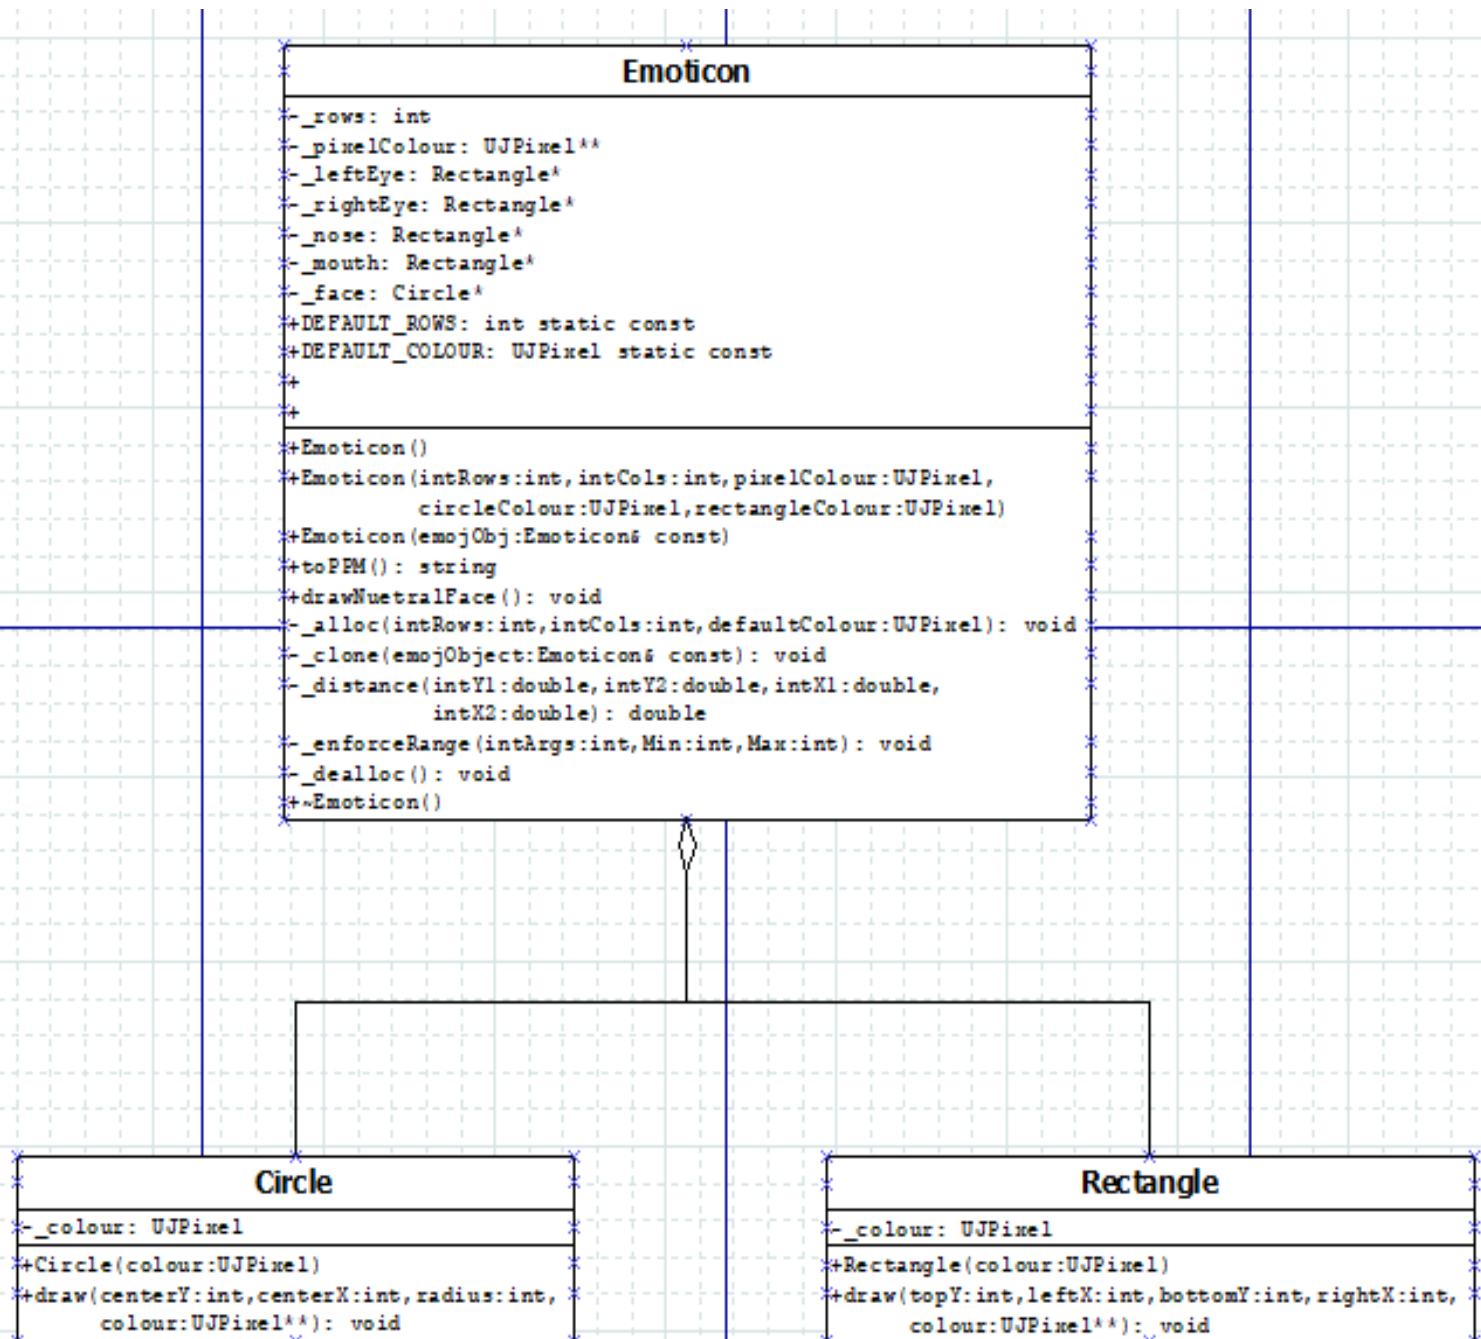 Emoticon
-_rows: int
-_pixelColour: UJPixel**
-_leftEye: Rectangle*
-_rightEye: Rectangle*
-_nose: Rectangle*
-_mouth: Rectangle*
-_face: Circle*
+DEFAULT_ROWS: int static const
+DEFAULT_COLOUR: UJPixel static const
+
+
+Emoticon()
+Emoticon(intRows:int,intCols:int,pixelColour:UJPixel,
circleColour:UJPixel,rectangleColour:UJPixel)
+Emoticon(emojObj:Emoticon& const)
+toPPM(): string
+drawNuetralFace(): void
-_alloc(intRows:int,intCols:int,defaultColour:UJPixel): void
-_clone(emojObject:Emoticon& const): void
-_distance(intY1:double,intY2:double,intX1:double,
intX2:double): double
-_enforceRange(intArgs:int,Min:int,Max:int): void
-_dealloc(): void
+~Emoticon()
Circle
-_colour: UJPixel
+Circle(colour:UJPixel)
+draw(centerY:int,centerX:int,radius:int,
colour:UJPixel**): void
Rectangle
-_colour: UJPixel
+Rectangle(colour:UJPixel)
+draw(topY:int,leftX:int,bottomY:int,rightX:int,
colour:UJPixel**): void